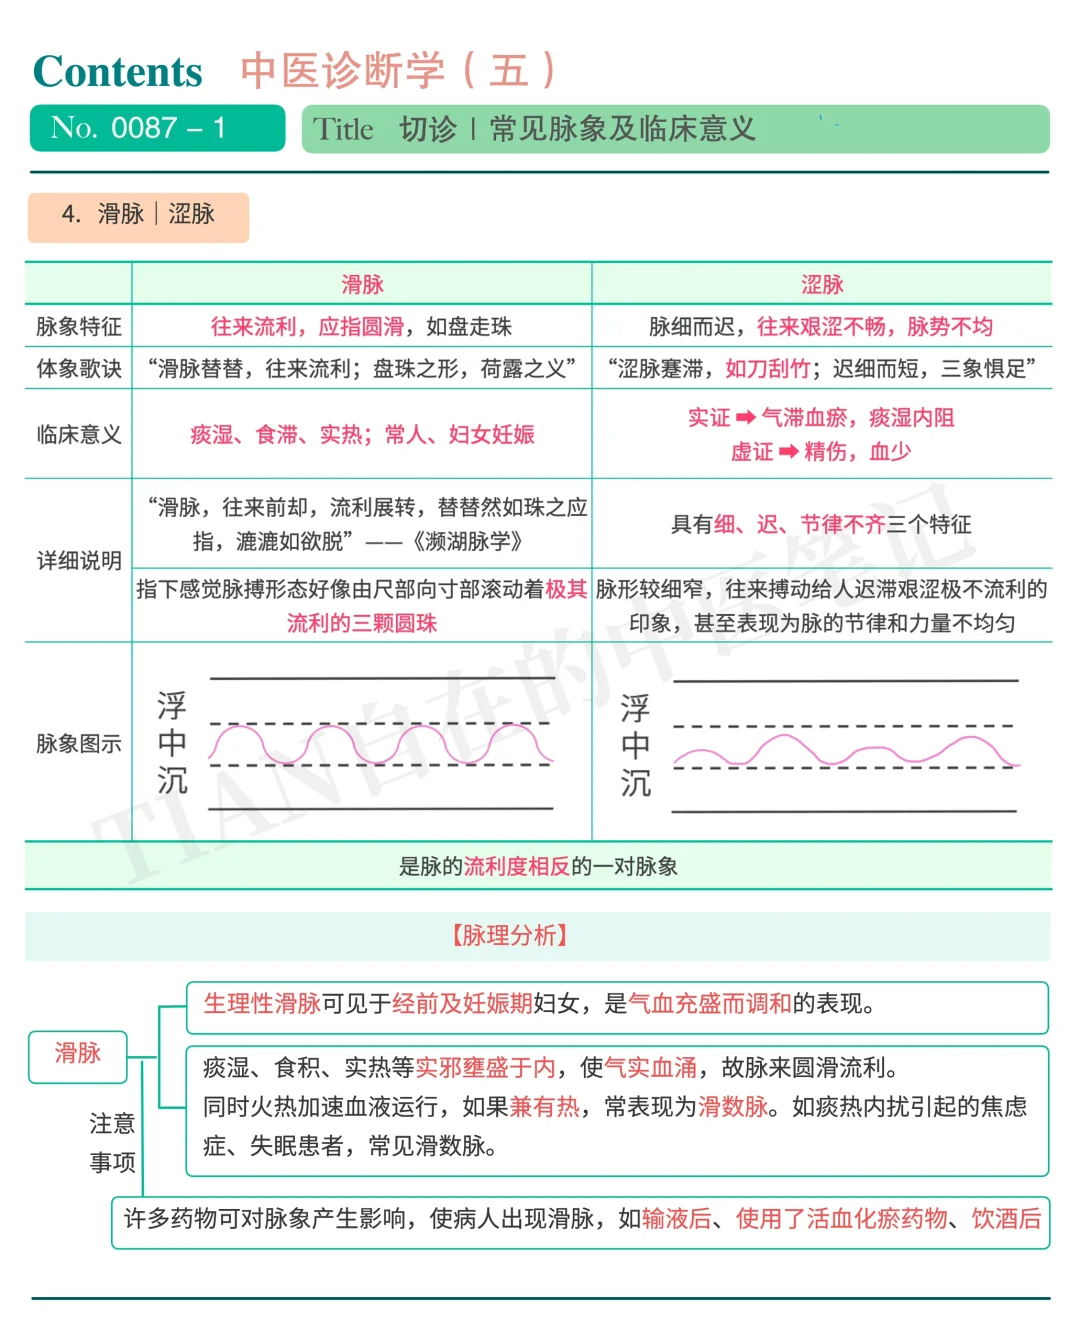 Contents 中医诊断学（五）
No. 0087 – 1
Title 切诊 | 常见脉象及临床意义
4. 滑脉｜涩脉
滑脉
涩脉
脉象特征
往来流利，应指圆滑，如盘走珠
脉细而迟，往来艰涩不畅，脉势不均
体象歌诀
“滑脉替替，往来流利；盘珠之形，荷露之义”
“涩脉蹇滞，如刀刮竹；迟细而短，三象惧足”
临床意义
痰湿、食滞、实热；常人、妇女妊娠
实证➡气滞血瘀，痰湿内阻
虚证➡精伤，血少
详细说明
“滑脉，往来前却，流利展转，替替然如珠之应
指，漉漉如欲脱” ——《濒湖脉学》
具有细、迟、节律不齐三个特征
指下感觉脉搏形态好像由尺部向寸部滚动着极其
流利的三颗圆珠
脉形较细窄，往来搏动给人迟滞艰涩极不流利的
印象，甚至表现为脉的节律和力量不均匀
脉象图示
浮
中
沉
浮
中
沉
是脉的流利度相反的一对脉象
【脉理分析】
滑脉
生理性滑脉可见于经前及妊娠期妇女，是气血充盛而调和的表现。
痰湿、食积、实热等实邪壅盛于内，使气实血涌，故脉来圆滑流利。
同时火热加速血液运行，如果兼有热，常表现为滑数脉。如痰热内扰引起的焦虑
症、失眠患者，常见滑数脉。
注意
事项
许多药物可对脉象产生影响，使病人出现滑脉，如输液后、使用了活血化瘀药物、饮酒后
TIAN自在的中医笔记